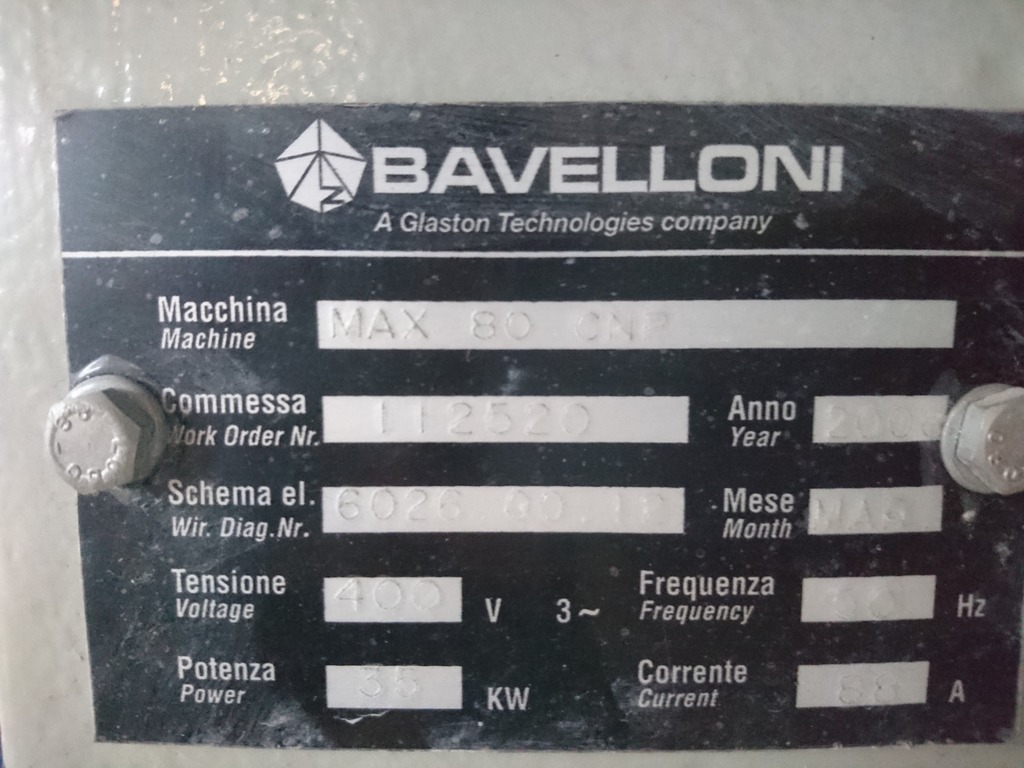 BAVELLONI
A Glaston Technologies company
Macchina MAX 80 CNP
Machine
Commessa 112520 Anno
Work Order Nr. Year
Schema el. 6026 Mese
Wir. Diag.Nr. Month
Tensione 400 V 3~ Frequenza Hz
Voltage Frequency
Potenza 35 KW Corrente 88 A
Power Current